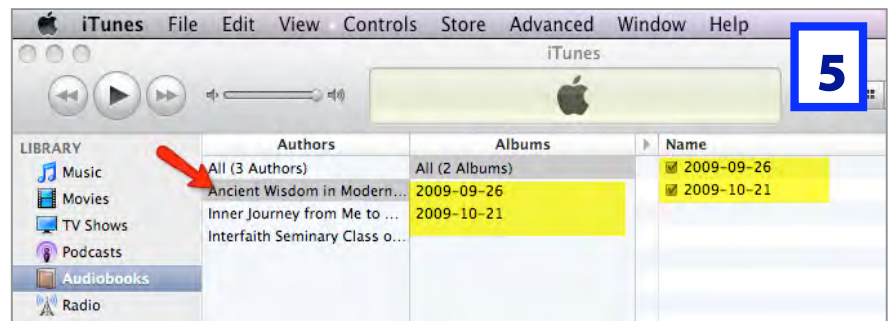 iTunes File Edit View Controls Store Advanced Window Help
iTunes
5
LIBRARY
Music
Movies
TV Shows
Podcasts
Audiobooks
Radio
Authors
All (3 Authors)
Ancient Wisdom in Modern...
Inner Journey from Me to ...
Interfaith Seminary Class o...
Albums
All (2 Albums)
2009-09-26
2009-10-21
Name
2009-09-26
2009-10-21